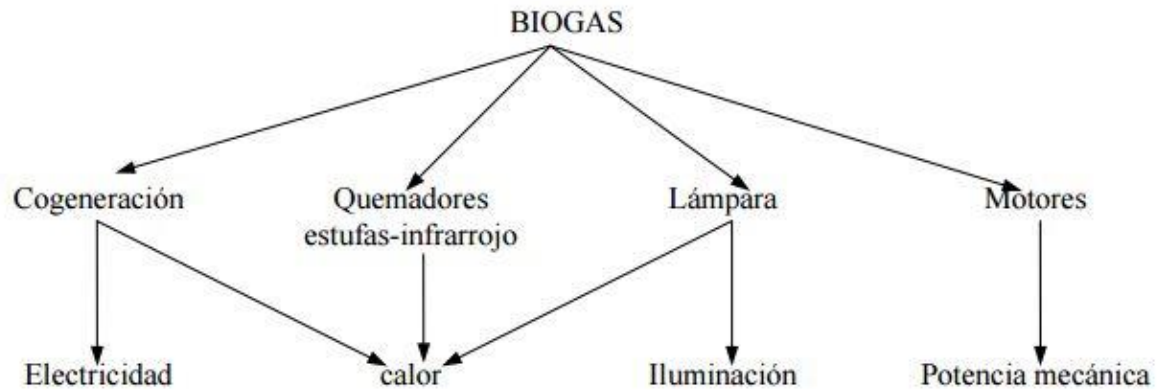 BIOGAS
Cogeneración
Quemadores
estufas-infrarrojo
Lámpara
Motores
Electricidad
calor
Iluminación
Potencia mecánica